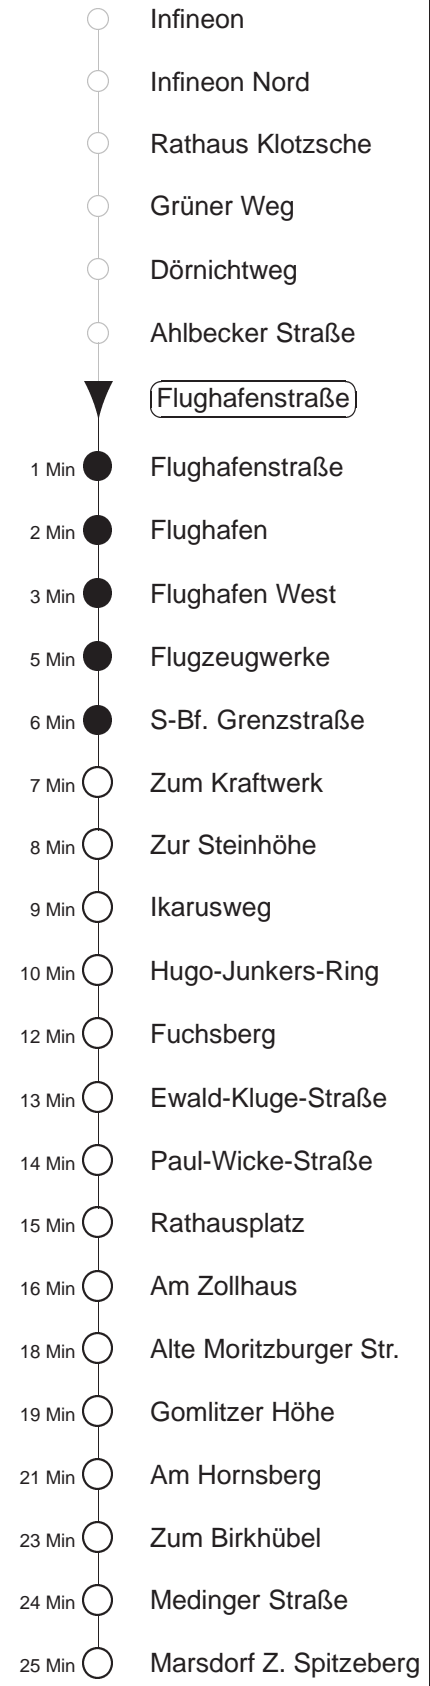 Infineon
Infineon Nord
Rathaus Klotzsche
Grüner Weg
Dörnichtweg
Ahlbecker Straße
Flughafenstraße
1 Min Flughafenstraße
2 Min Flughafen
3 Min Flughafen West
5 Min Flugzeugwerke
6 Min S-Bf. Grenzstraße
7 Min Zum Kraftwerk
8 Min Zur Steinhöhe
9 Min Ikarusweg
10 Min Hugo-Junkers-Ring
12 Min Fuchsberg
13 Min Ewald-Kluge-Straße
14 Min Paul-Wicke-Straße
15 Min Rathausplatz
16 Min Am Zollhaus
18 Min Alte Moritzburger Str.
19 Min Gomlitzer Höhe
21 Min Am Hornsberg
23 Min Zum Birkhübel
24 Min Medinger Straße
25 Min Marsdorf Z. Spitzeberg